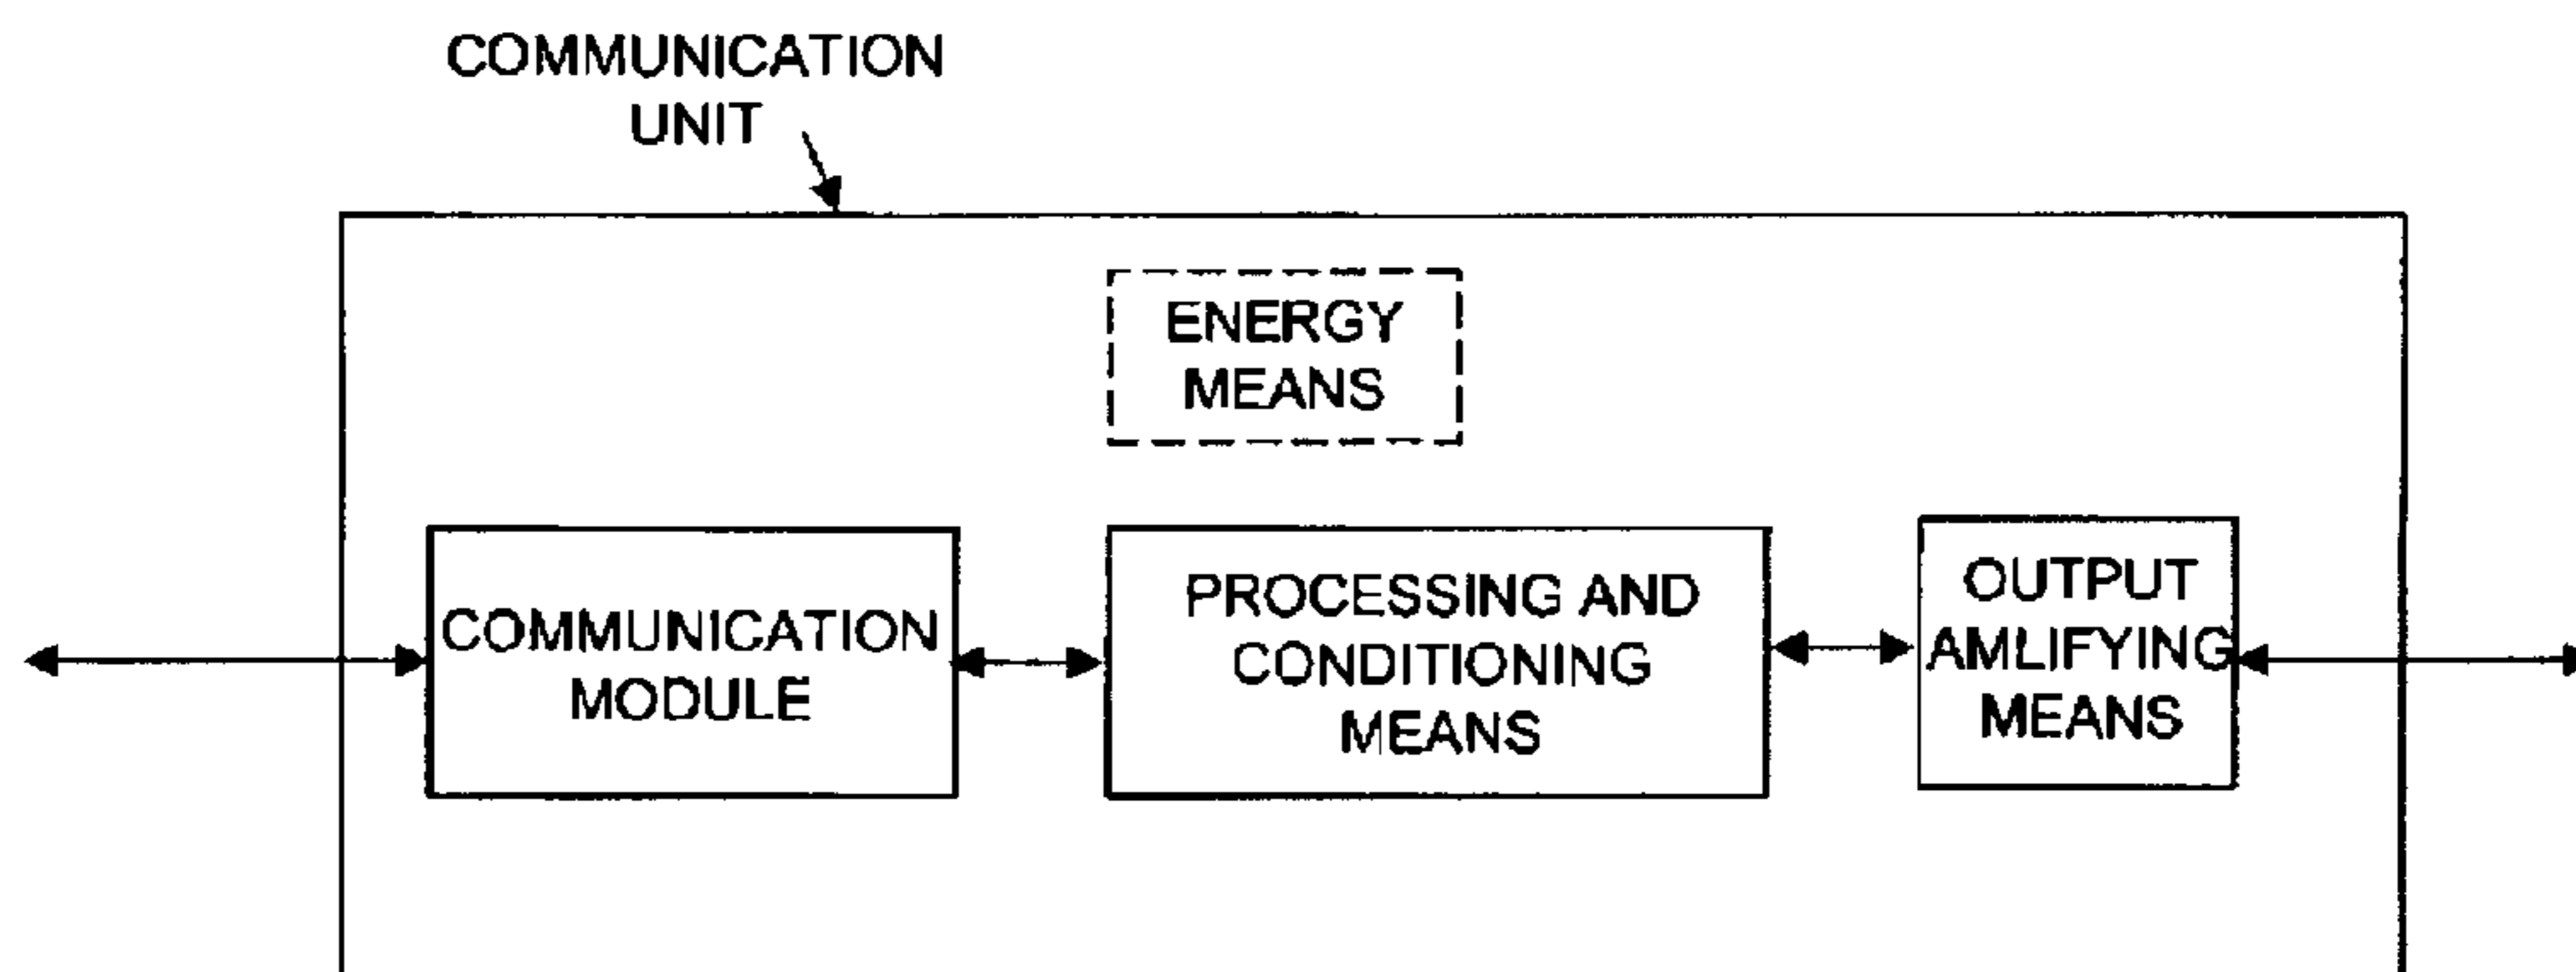 COMMUNICATION
UNIT
ENERGY
MEANS
COMMUNICATION
MODULE
PROCESSING AND
CONDITIONING
MEANS
OUTPUT
AMLIFYING
MEANS